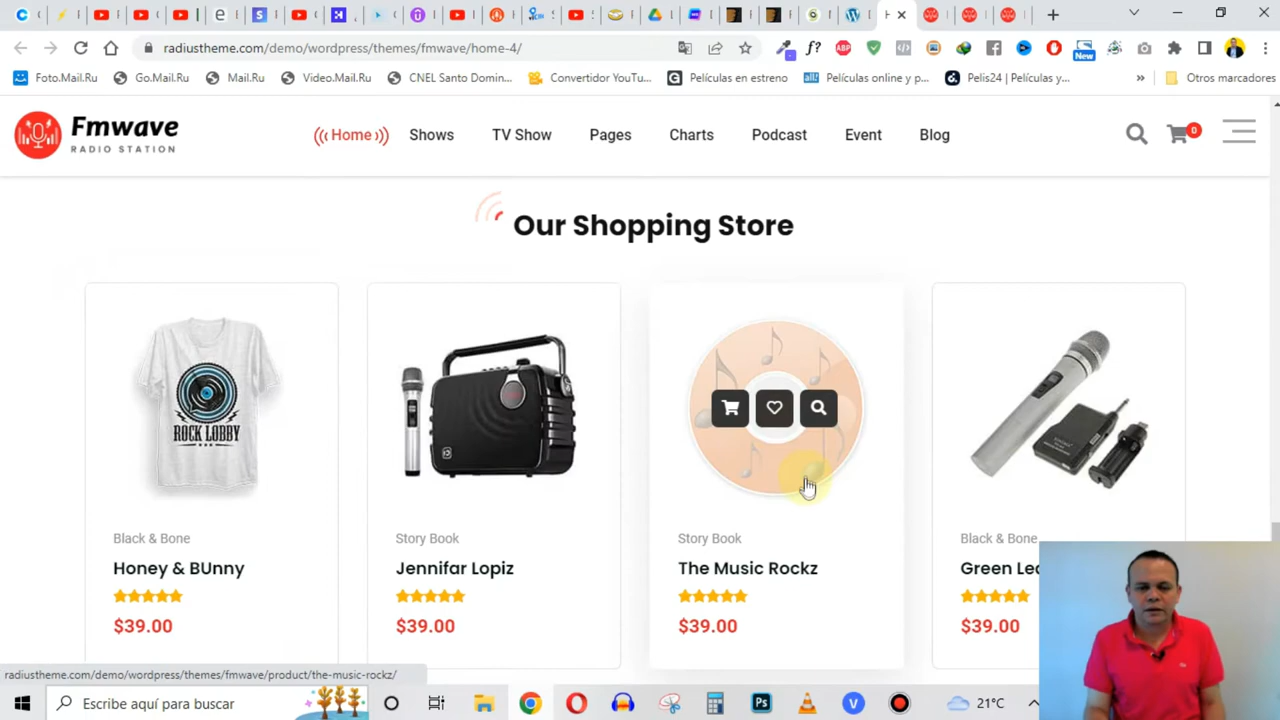 radiustheme.com/demo/wordpress/themes/fmwave/home-4/
ABP
New
Foto.Mail.Ru
Go.Mail.Ru
Mail.Ru
Video.Mail.Ru
CNEL Santo Domin...
Convertidor YouTu...
Películas en estreno
Películas online y p...
Pelis24 | Películas y...
Otros marcadores
Fmwave
RADIO STATION
Home
Shows
TV Show
Pages
Charts
Podcast
Event
Blog
0
Our Shopping Store
ROCK LOBBY
Black & Bone
Story Book
Story Book
Black & Bone
Honey & BUnny
Jennifar Lopiz
The Music Rockz
Green Le
$39.00
$39.00
$39.00
$39.00
radiustheme.com/demo/wordpress/themes/fmwave/product/the-music-rockz/
Escribe aquí para buscar
Ps
21°C